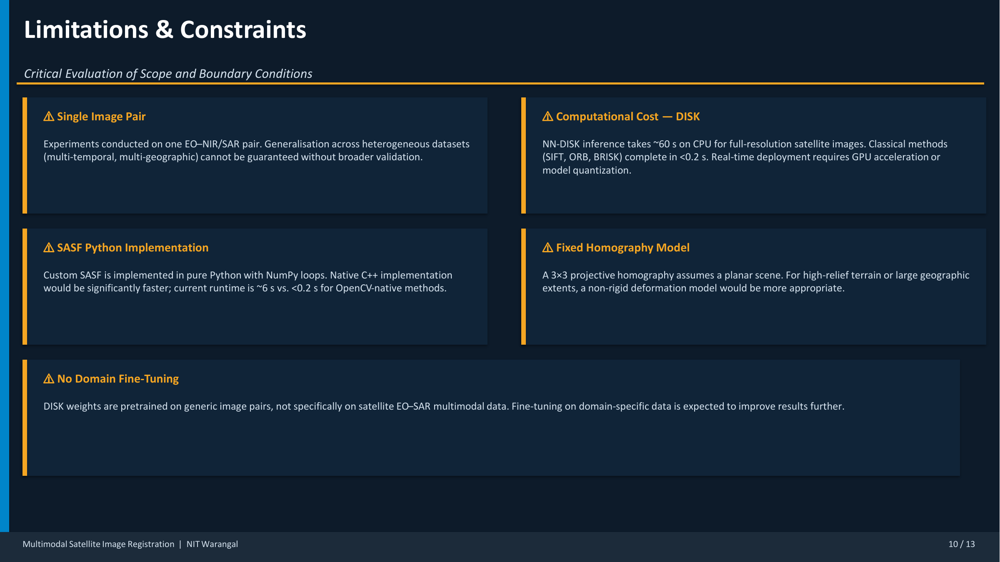 Limitations & Constraints
Critical Evaluation of Scope and Boundary Conditions
⚠ Single Image Pair
Experiments conducted on one EO–NIR/SAR pair. Generalisation across heterogeneous datasets
(multi-temporal, multi-geographic) cannot be guaranteed without broader validation.
⚠ Computational Cost — DISK
NN-DISK inference takes ~60 s on CPU for full-resolution satellite images. Classical methods
(SIFT, ORB, BRISK) complete in <0.2 s. Real-time deployment requires GPU acceleration or
model quantization.
⚠ SASF Python Implementation
Custom SASF is implemented in pure Python with NumPy loops. Native C++ implementation
would be significantly faster; current runtime is ~6 s vs. <0.2 s for OpenCV-native methods.
⚠ Fixed Homography Model
A 3×3 projective homography assumes a planar scene. For high-relief terrain or large geographic
extents, a non-rigid deformation model would be more appropriate.
⚠ No Domain Fine-Tuning
DISK weights are pretrained on generic image pairs, not specifically on satellite EO–SAR multimodal data. Fine-tuning on domain-specific data is expected to improve results further.
Multimodal Satellite Image Registration | NIT Warangal
10 / 13